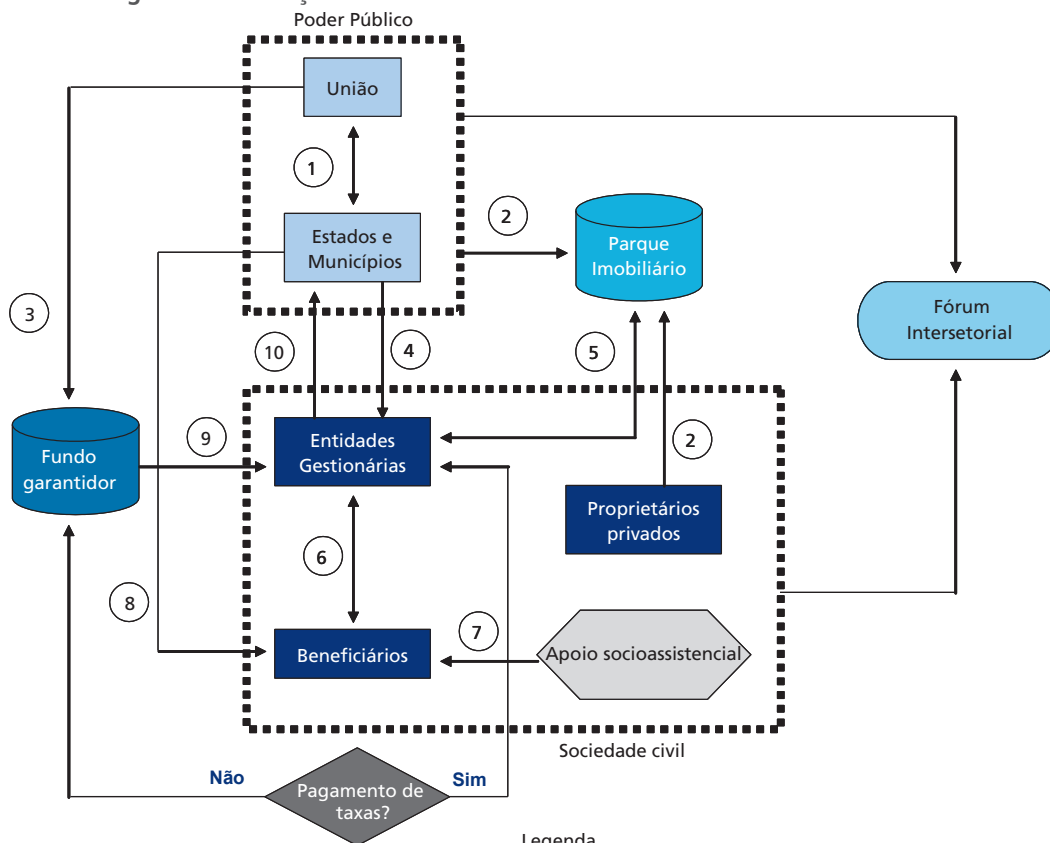 Poder Público
União
1
Estados e
Municípios
2
Parque
Imobiliário
Fórum
Intersetorial
3
10
4
5
Fundo
garantidor
9
Entidades
Gestionárias
2
Proprietários
privados
6
8
7
Beneficiários
Apoio socioassistencial
Sociedade civil
Não
Pagamento de
taxas?
Sim
Legenda